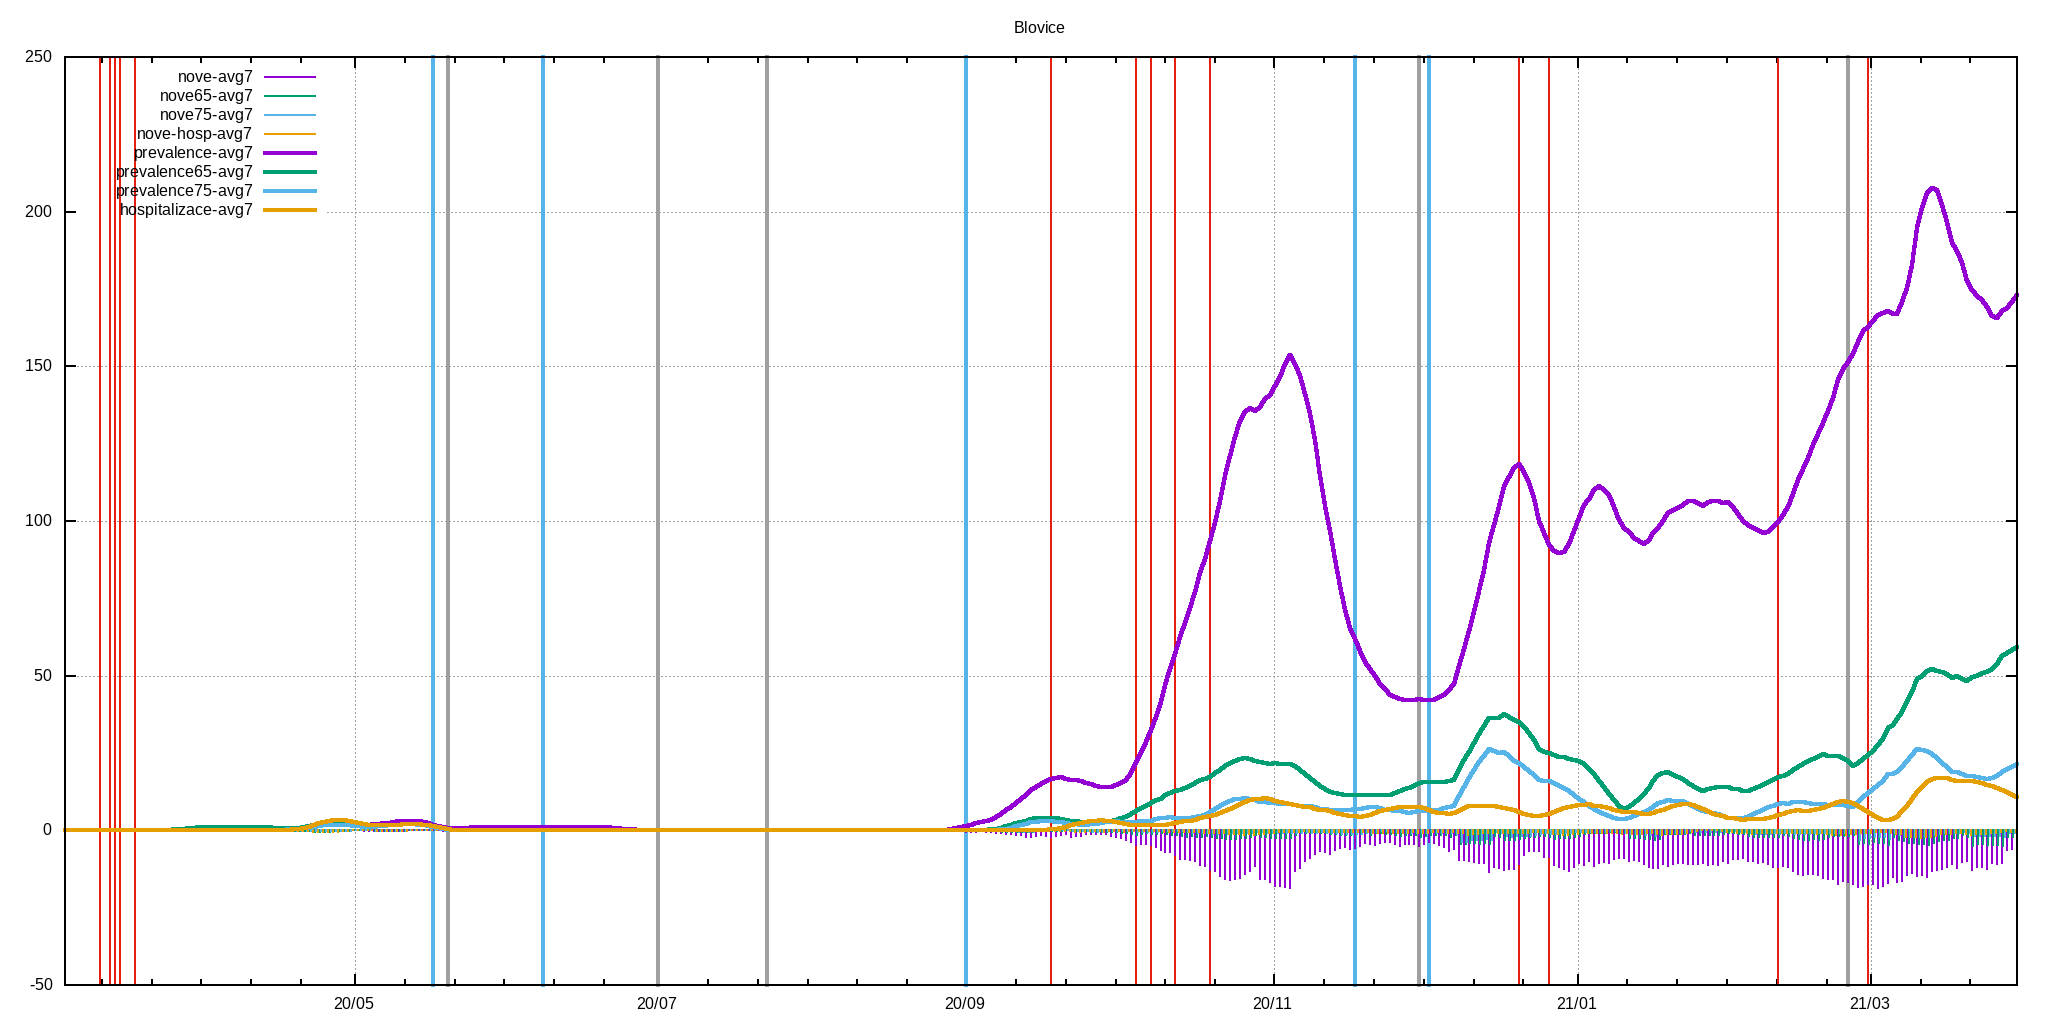 Blovice
250
200
150
100
50
0
-50
nove-avg7
nove65-avg7
nove75-avg7
nove-hosp-avg7
prevalence-avg7
prevalence65-avg7
prevalence75-avg7
hospitalizace-avg7
20/05 20/07 20/09 20/11 21/01 21/03